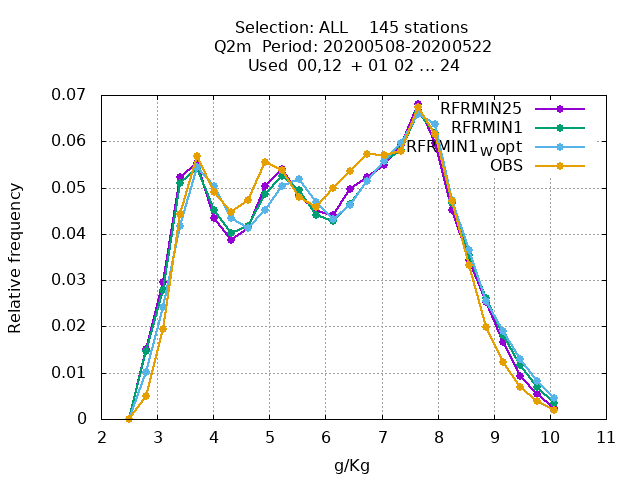 Selection: ALL    145 stations
Q2m  Period: 20200508-20200522
Used  00,12  + 01 02 ... 24
Relative frequency
0.07
0.06
0.05
0.04
0.03
0.02
0.01
0
RFRMIN25
RFRMIN1
RFRMIN1wopt
OBS
2 3 4 5 6 7 8 9 10 11
g/Kg